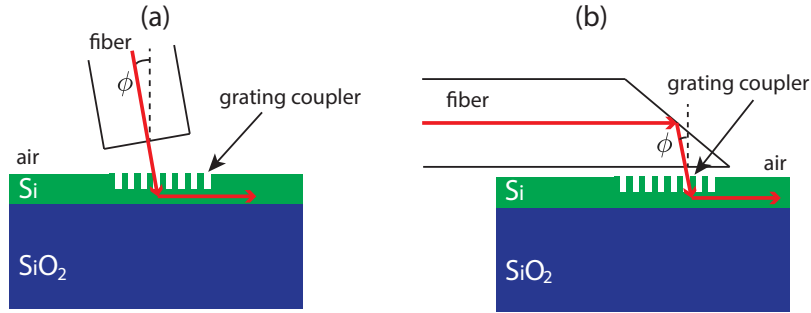 (a)
fiber
ϕ
grating coupler
air
Si
SiO2
(b)
grating coupler
fiber
ϕ
air
Si
SiO2